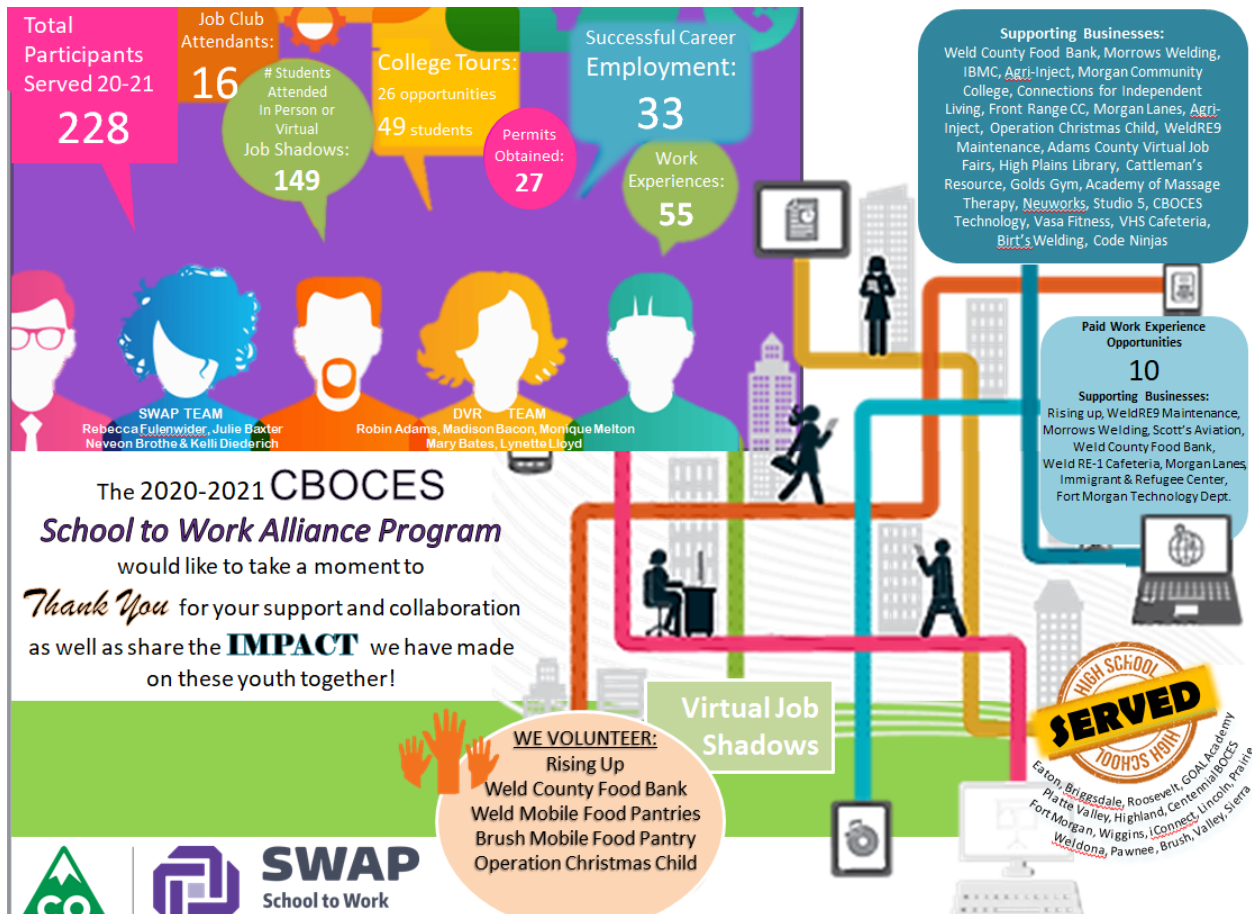 Total
Participants
Served 20-21
228
Job Club
Attendants:
16
# Students
Attended
In Person or
Virtual
Job Shadows:
149
College Tours:
26 opportunities
49 students
Permits
Obtained:
27
Successful Career
Employment:
33
Work
Experiences:
55
SWAP TEAM
Rebecca Fulenwider, Julie Baxter
Neveon Brothe & Kelli Diederich
DVR TEAM
Robin Adams, Madison Bacon, Monique Melton
Mary Bates, Lynette Lloyd
Supporting Businesses:
Weld County Food Bank, Morrows Welding,
IBMC, Agri-Inject, Morgan Community
College, Connections for Independent
Living, Front Range CC, Morgan Lanes, Agri-
Inject, Operation Christmas Child, WeldRE9
Maintenance, Adams County Virtual Job
Fairs, High Plains Library, Cattleman's
Resource, Golds Gym, Academy of Massage
Therapy, Neuworks, Studio 5, CBOCES
Technology, Vasa Fitness, VHS Cafeteria,
Birt's Welding, Code Ninjas
Paid Work Experience
Opportunities
10
Supporting Businesses:
Rising up, WeldRE9 Maintenance,
Morrows Welding, Scott's Aviation,
Weld County Food Bank,
Weld RE-1 Cafeteria, Morgan Lanes,
Immigrant & Refugee Center,
Fort Morgan Technology Dept.
The 2020-2021 CBOCES
School to Work Alliance Program
would like to take a moment to
Thank You for your support and collaboration
as well as share the IMPACT we have made
on these youth together!
Virtual Job
Shadows
WE VOLUNTEER:
Rising Up
Weld County Food Bank
Weld Mobile Food Pantries
Brush Mobile Food Pantry
Operation Christmas Child
HIGH SCHOOL
SERVED
HIGH SCHOOL
Eaton, Briggsdale, Roosevelt, GOAL Academy
Platte Valley, Highland, CentennialBOCES
Fort Morgan, Wiggins, iConnect, Lincoln, Prairie
Weldona, Pawnee, Brush, Valley, Sierra
CO
SWAP
School to Work